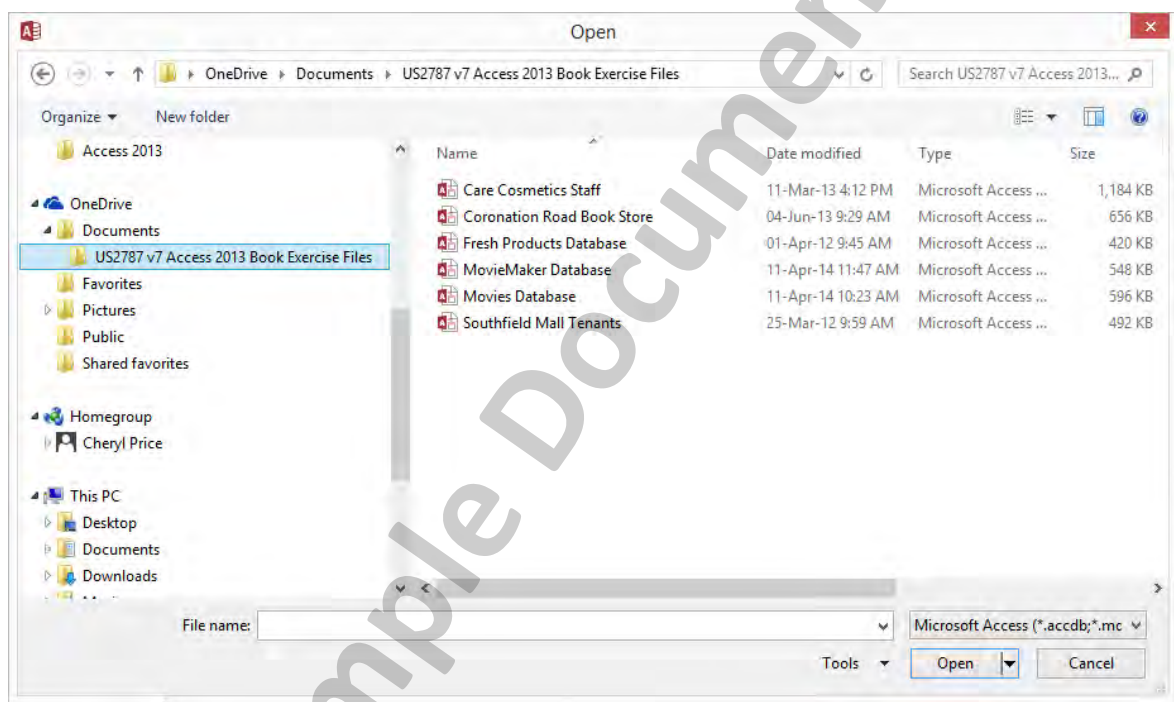 Open
OneDrive Documents US2787 v7 Access 2013 Book Exercise Files Search US2787 v7 Access 2013...
Organize New folder
Access 2013
OneDrive
Documents
US2787 v7 Access 2013 Book Exercise Files
Favorites
Pictures
Public
Shared favorites
Homegroup
Cheryl Price
This PC
Desktop
Documents
Downloads
Name Date modified Type Size
Care Cosmetics Staff 11-Mar-13 4:12 PM Microsoft Access ... 1,184 KB
Coronation Road Book Store 04-Jun-13 9:29 AM Microsoft Access ... 656 KB
Fresh Products Database 01-Apr-12 9:45 AM Microsoft Access ... 420 KB
MovieMaker Database 11-Apr-14 11:47 AM Microsoft Access ... 548 KB
Movies Database 11-Apr-14 10:23 AM Microsoft Access ... 596 KB
Southfield Mall Tenants 25-Mar-12 9:59 AM Microsoft Access ... 492 KB
File name: Microsoft Access (*.accdb;*.mc
Tools Open Cancel
mple Documen